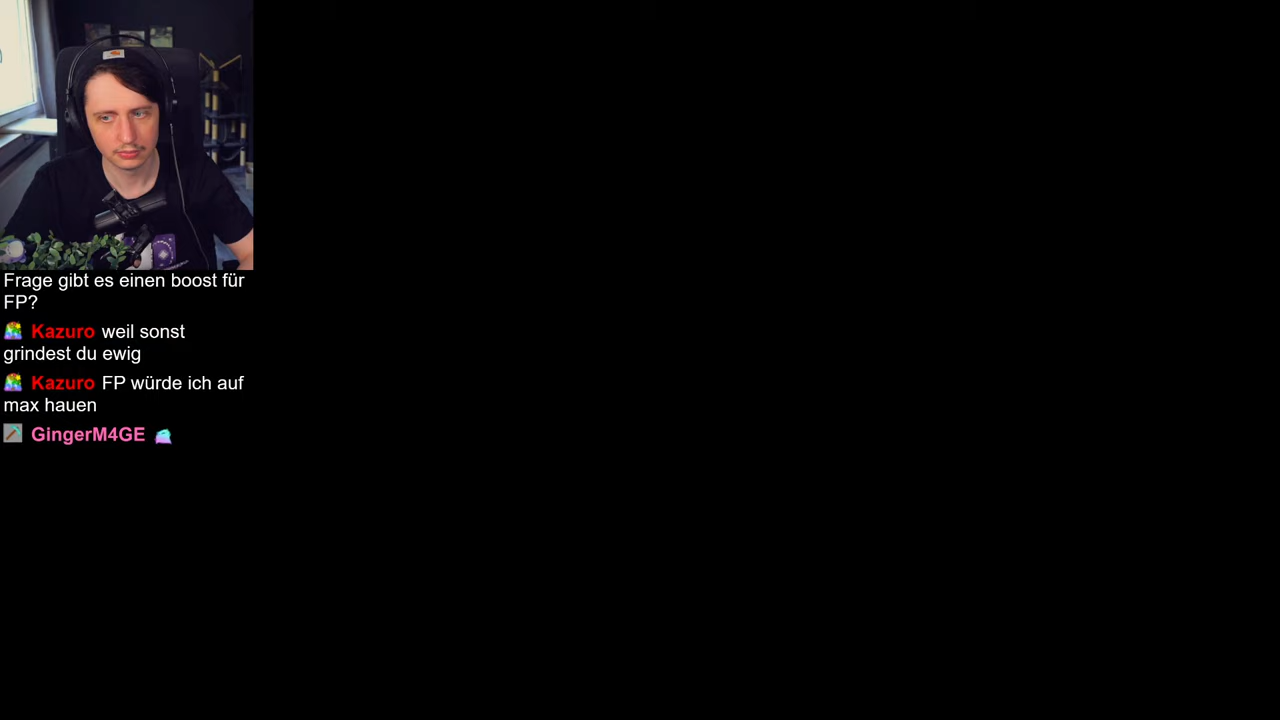 Frage gibt es einen boost für
FP?
Kazuro weil sonst
grindest du ewig
Kazuro FP würde ich auf
max hauen
GingerM4GE